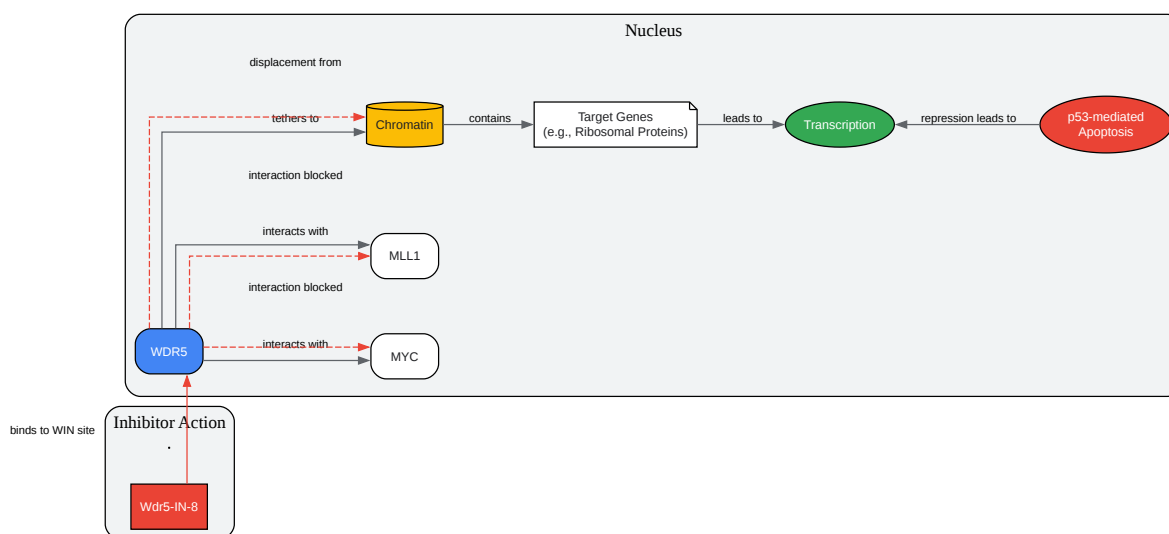 Nucleus
displacement from
tethers to
Chromatin
contains
Target Genes
(e.g., Ribosomal Proteins)
leads to
Transcription
repression leads to
p53-mediated
Apoptosis
interaction blocked
interacts with
MLL1
interaction blocked
interacts with
WDR5
MYC
Inhibitor Action
binds to WIN site
.
Wdr5-IN-8